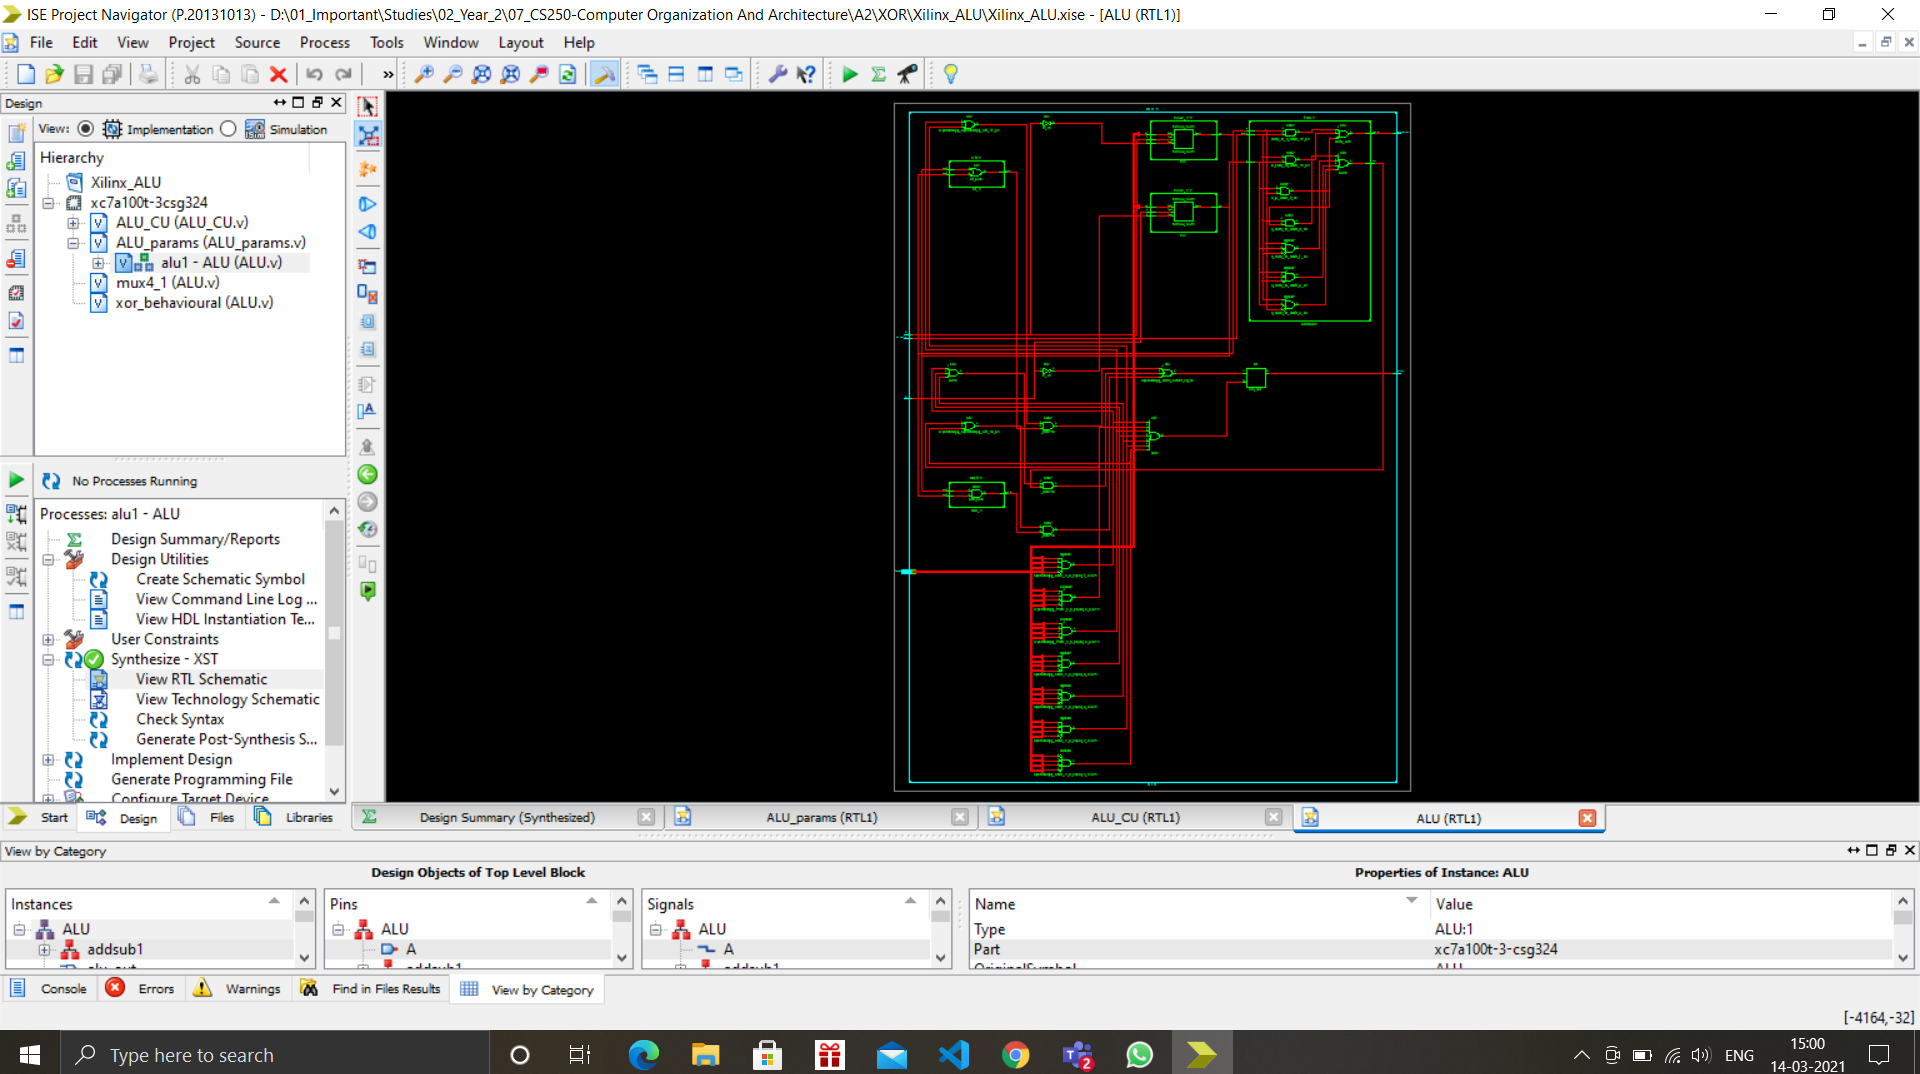 ISE Project Navigator (P.20131013) - D:\01_Important\Studies\02_Year_2\07_CS250-Computer Organization And Architecture\A2\XOR\Xilinx_ALU\Xilinx_ALU.xise - [ALU (RTL1)]
File Edit View Project Source Process Tools Window Layout Help
Design
View: Implementation Simulation
Hierarchy
Xilinx_ALU
xc7a100t-3csg324
ALU_CU (ALU_CU.v)
ALU_params (ALU_params.v)
alu1 - ALU (ALU.v)
mux4_1 (ALU.v)
xor_behavioural (ALU.v)
No Processes Running
Processes: alu1 - ALU
Design Summary/Reports
Design Utilities
Create Schematic Symbol
View Command Line Log ...
View HDL Instantiation Te...
User Constraints
Synthesize - XST
View RTL Schematic
View Technology Schematic
Check Syntax
Generate Post-Synthesis S...
Implement Design
Generate Programming File
Configure Target Device
Start Design Files Libraries
Design Summary (Synthesized) ALU_params (RTL1) ALU_CU (RTL1) ALU (RTL1)
View by Category
Design Objects of Top Level Block
Properties of Instance: ALU
Instances Pins Signals Name Value
ALU ALU ALU Type ALU:1
addsub1 A A Part xc7a100t-3-csg324
alu_out addsub1 addsub1 OriginalSymbol ALU
Console Errors Warnings Find in Files Results View by Category
[-4164,-32]
Type here to search
2
ENG
15:00
14-03-2021